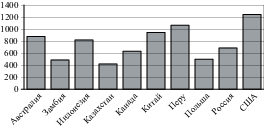 1400
1200
1000
800
600
400
200
0
Австралия
Замбия
Индонезия
Казахстан
Канада
Китай
Перу
Польша
Россия
США